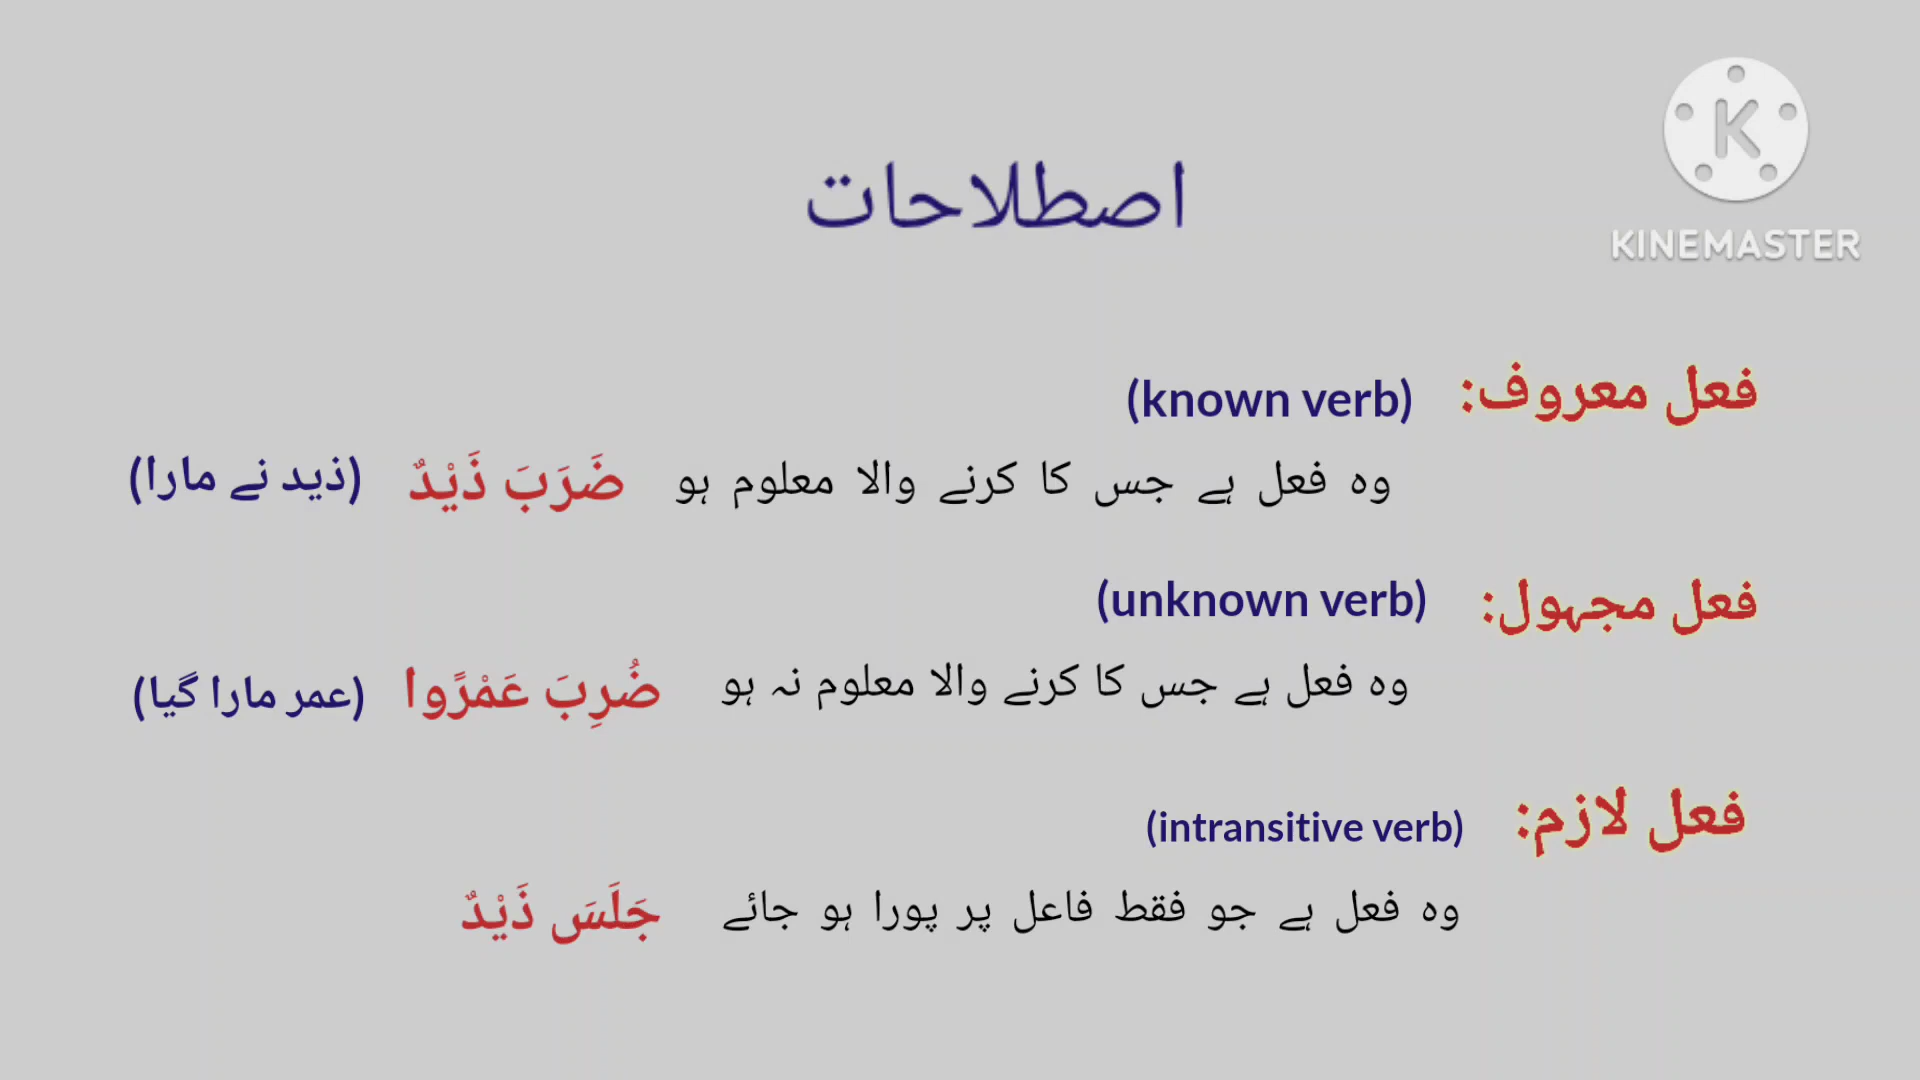 اصطلاحات
KINEMASTER
فعل معروف: (known verb)
وہ فعل ہے جس کا کرنے والا معلوم ہو ضَرَبَ ذَيْدٌ (ذید نے مارا)
فعل مجہول: (unknown verb)
وہ فعل ہے جس کا کرنے والا معلوم نہ ہو ضُرِبَ عَمْرًوا (عمر مارا گیا)
فعل لازم: (intransitive verb)
وہ فعل ہے جو فقط فاعل پر پورا ہو جائے جَلَسَ ذَيْدٌ